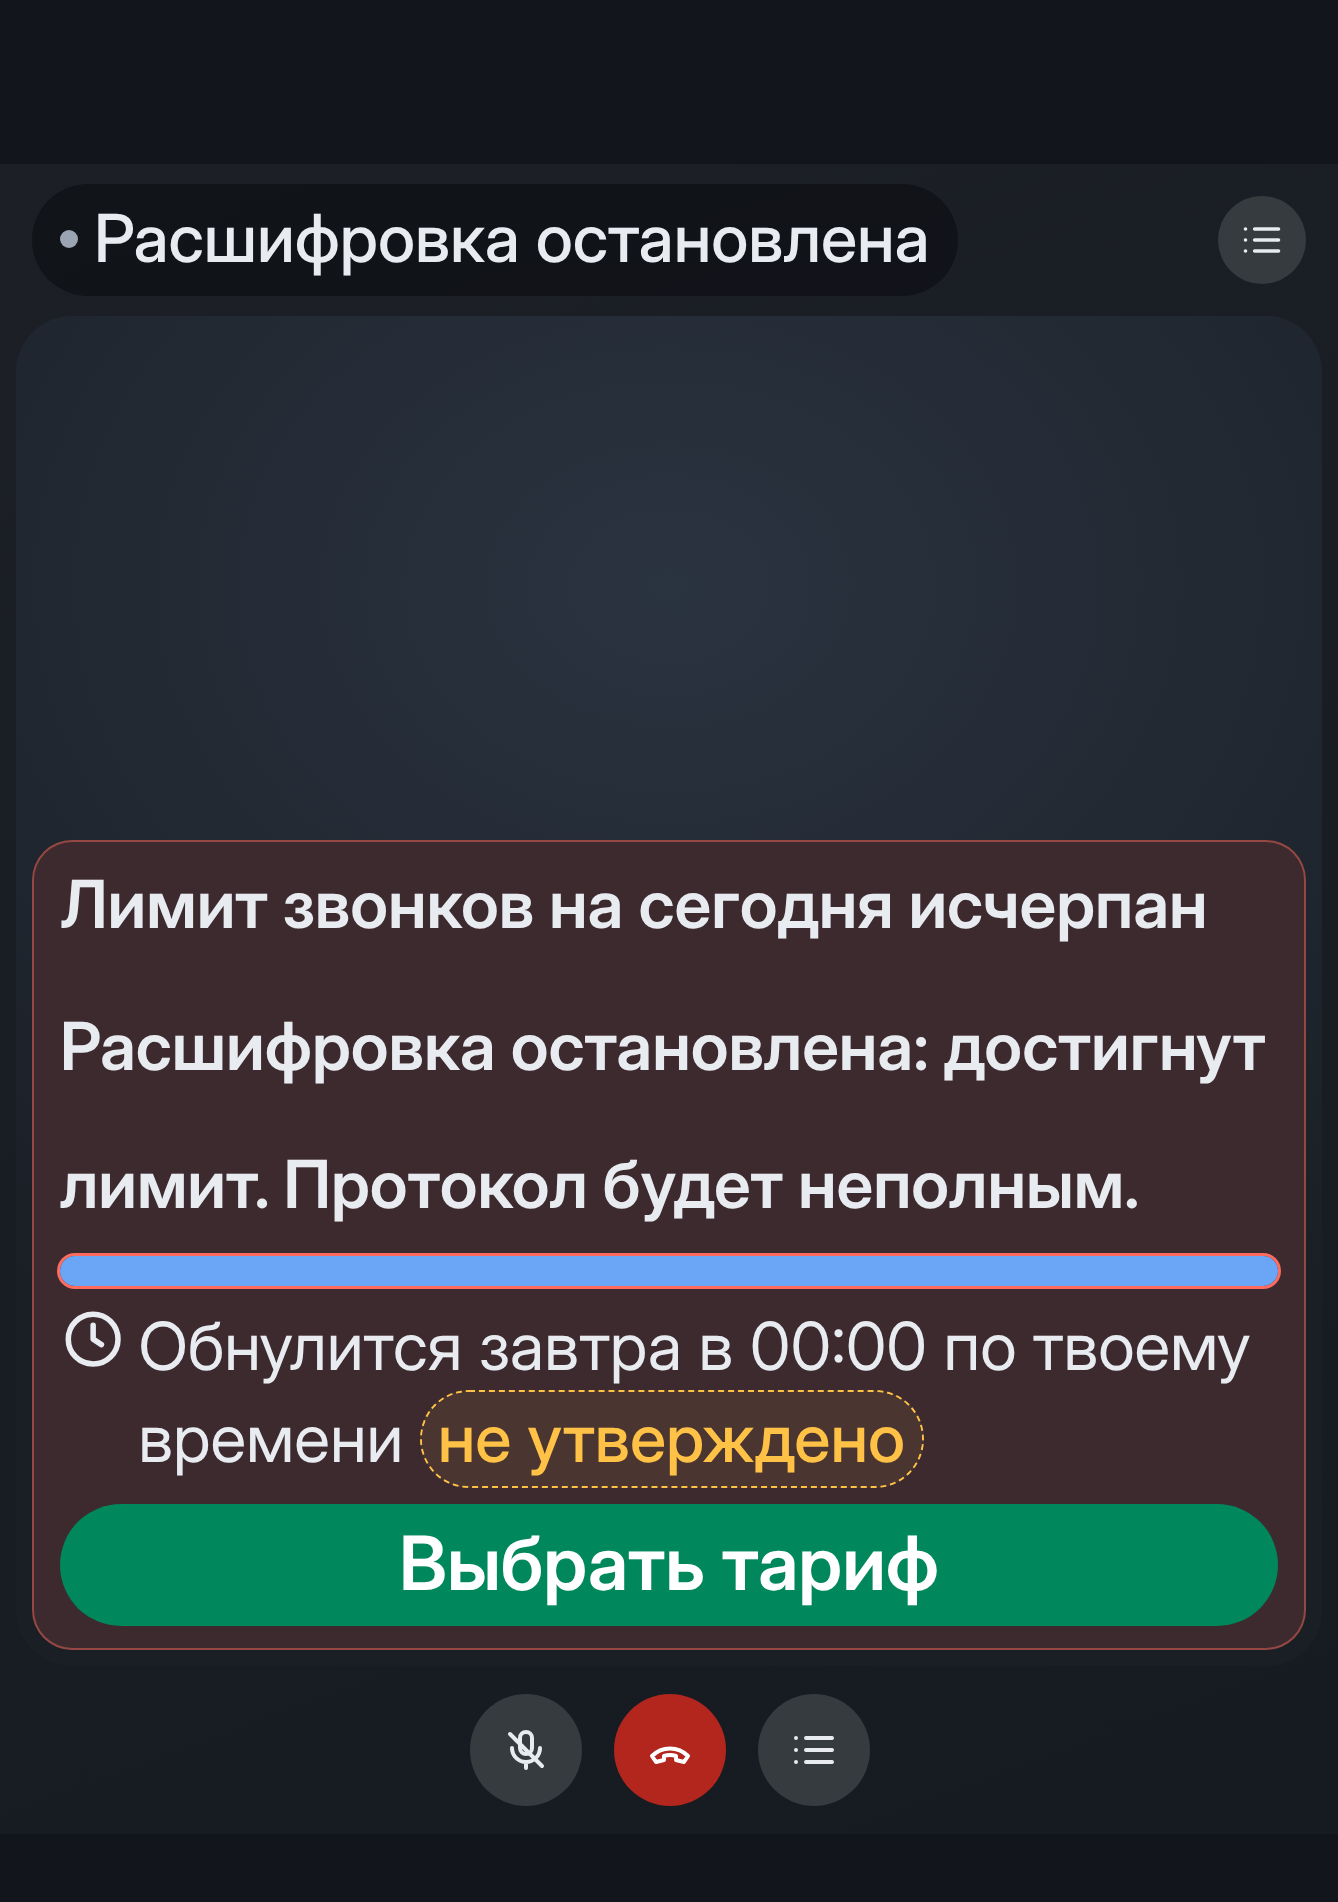 Расшифровка остановлена
Лимит звонков на сегодня исчерпан
Расшифровка остановлена: достигнут
лимит. Протокол будет неполным.
Обнулится завтра в 00:00 по твоему
времени не утверждено
Выбрать тариф